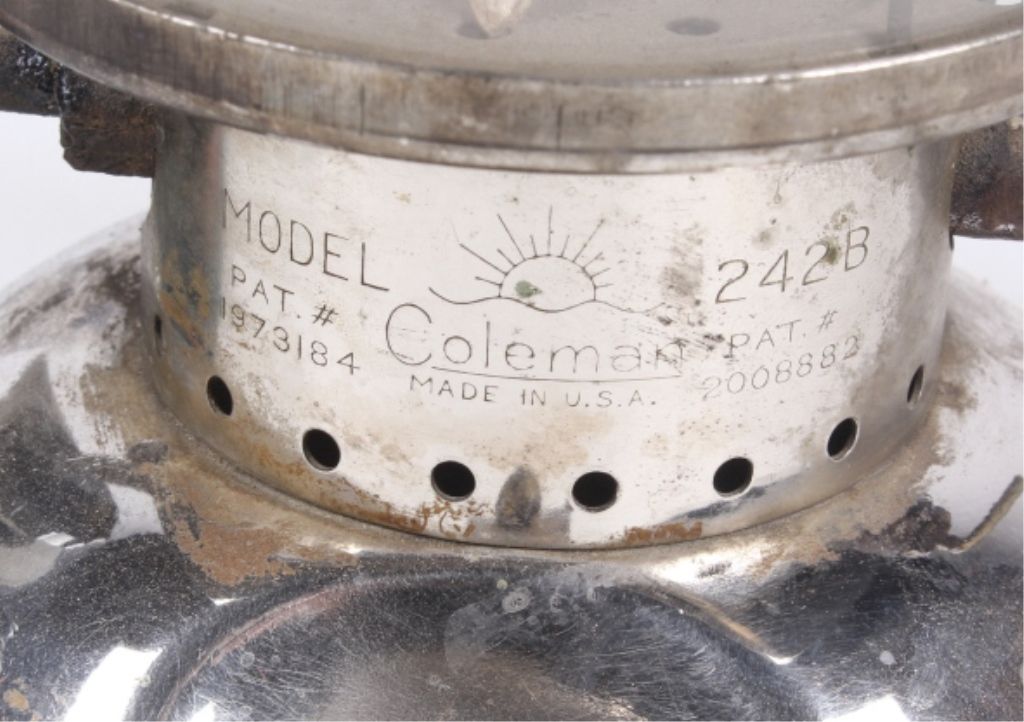 MODEL
PAT. #
1973184
Coleman
MADE IN U.S.A.
242B
PAT. #
2008882